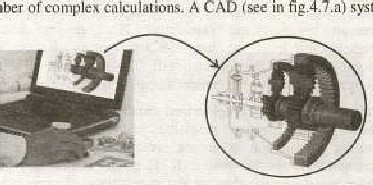 mber of complex calculations. A CAD (see in fig.4.7.a) syst